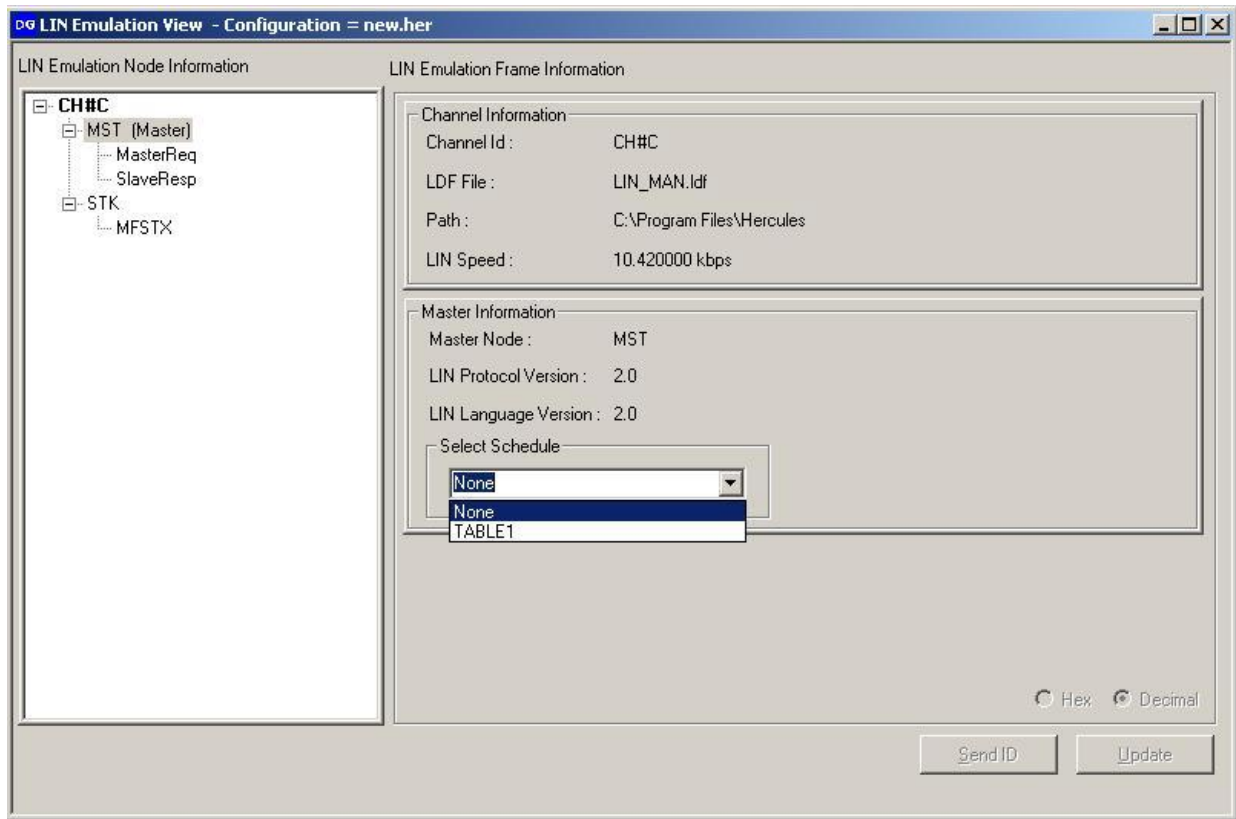 DG LIN Emulation View - Configuration = new.her
LIN Emulation Node Information
CH#C
MST (Master)
MasterReq
SlaveResp
STK
MFSTX
LIN Emulation Frame Information
Channel Information
Channel Id : CH#C
LDF File : LIN_MAN.ldf
Path : C:\Program Files\Hercules
LIN Speed : 10.420000 kbps
Master Information
Master Node : MST
LIN Protocol Version : 2.0
LIN Language Version : 2.0
Select Schedule
None
None
TABLE1
Hex Decimal
Send ID Update